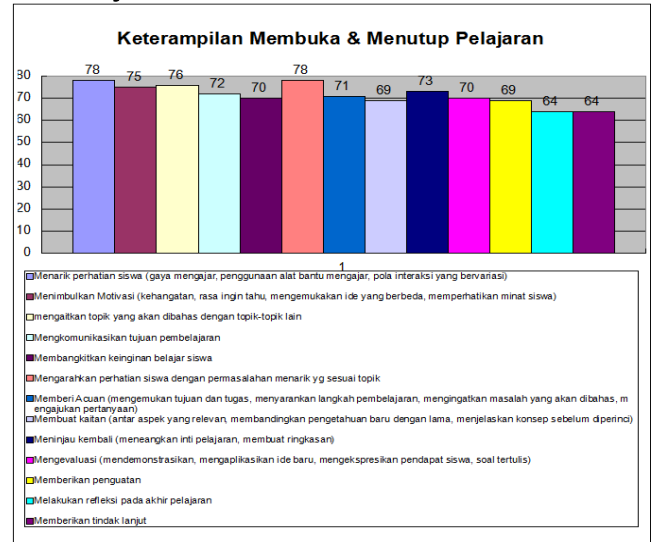 Keterampilan Membuka & Menutup Pelajaran
78 75 76 72 70 78 71 69 73 70 69 64 64
80
70
60
50
40
30
20
10
0
1
Menarik perhatian siswa (gaya mengajar, penggunaan alat bantu mengajar, pola interaksi yang bervariasi)
Menimbulkan Motivasi (kehangatan, rasa ingin tahu, mengemukakan ide yang berbeda, memperhatikan minat siswa)
mengaitkan topik yang akan dibahas dengan topik-topik lain
Mengkomunikasikan tujuan pembelajaran
Membangkitkan keinginan belajar siswa
Mengarahkan perhatian siswa dengan permasalahan menarik yg sesuai topik
Memberi Acuan (mengemukan tujuan dan tugas, menyarankan langkah pembelajaran, mengingatkan masalah yang akan dibahas, m
engajukan pertanyaan)
Membuat kaitan (antar aspek yang relevan, membandingkan pengetahuan baru dengan lama, menjelaskan konsep sebelum diperinci)
Meninjau kembali (meneangkan inti pelajaran, membuat ringkasan)
Mengevaluasi (mendemonstrasikan, mengaplikasikan ide baru, mengekspresikan pendapat siswa, soal tertulis)
Memberikan penguatan
Melakukan refleksi pada akhir pelajaran
Memberikan tindak lanjut